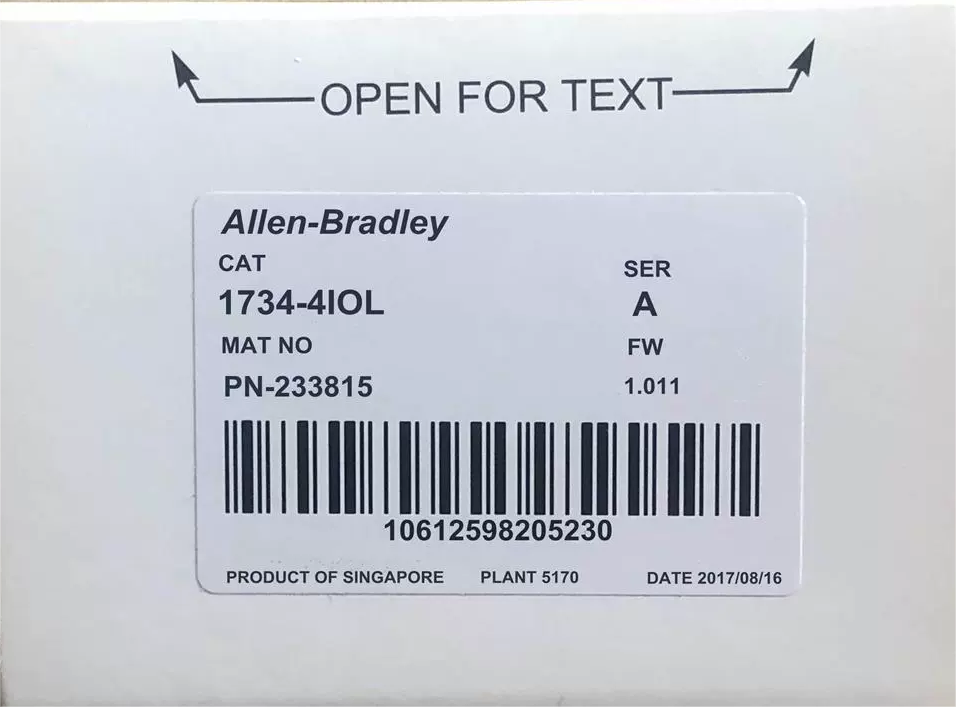 OPEN FOR TEXT
Allen-Bradley
CAT
SER
1734-4IOL
A
MAT NO
FW
PN-233815
1.011
10612598205230
PRODUCT OF SINGAPORE PLANT 5170 DATE 2017/08/16